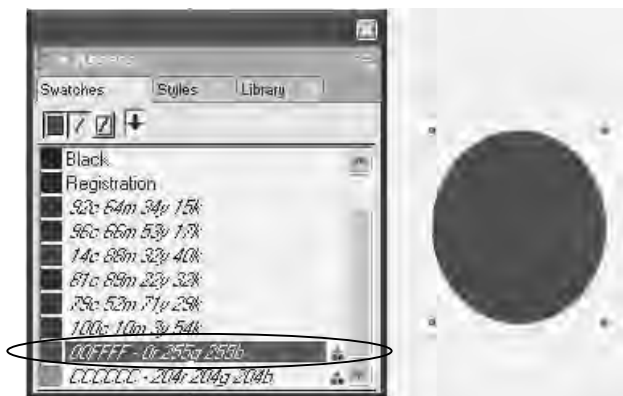 Swatches Styles Library
Black
Registration
92c 64m 34y 15k
96c 66m 53y 17k
14c 88m 32y 40k
81c 89m 22y 32k
79c 52m 71y 29k
100c 10m 3y 54k
00FFFF - 0r 255g 255b
CCCCCC - 204r 204g 204b